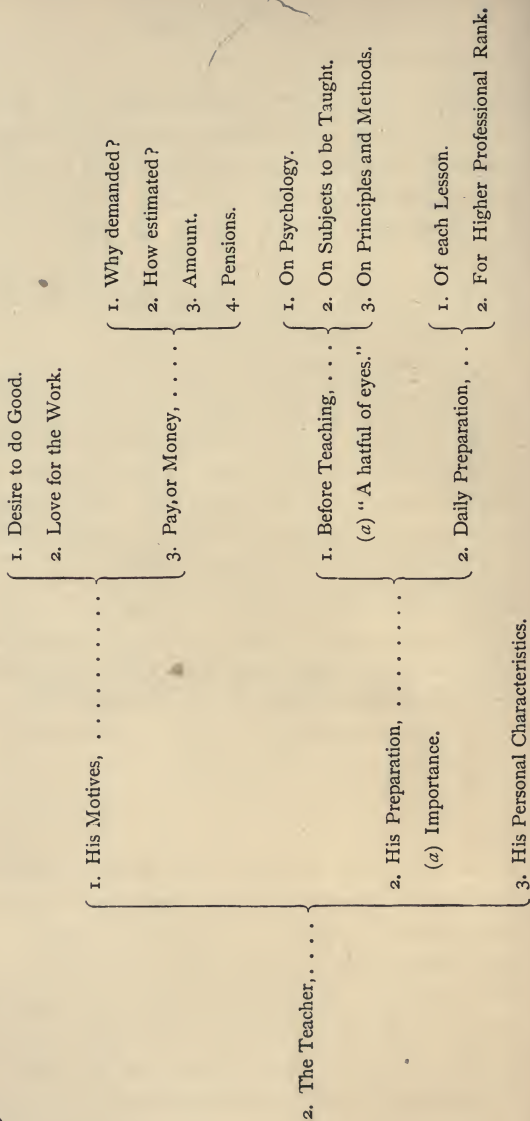 2. The Teacher, . . . .
1. His Motives, . . . . . . . . . . . .
1. Desire to do Good.
2. Love for the Work.
3. Pay, or Money, . . . .
1. Why demanded?
2. How estimated?
3. Amount.
4. Pensions.
2. His Preparation, . . . . . . . . .
(a) Importance.
1. Before Teaching, . . .
(a) "A hatful of eyes."
1. On Psychology.
2. On Subjects to be Taught.
3. On Principles and Methods.
2. Daily Preparation, . .
1. Of each Lesson.
2. For Higher Professional Rank.
3. His Personal Characteristics.